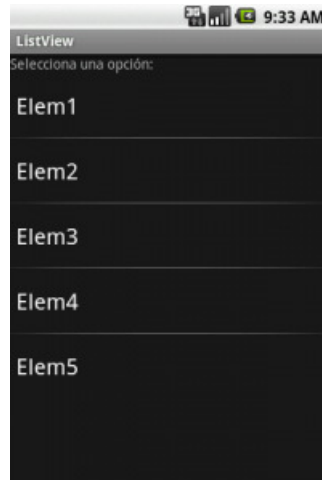 9:33 AM
ListView
Selecciona una opción:
Elem1
Elem2
Elem3
Elem4
Elem5